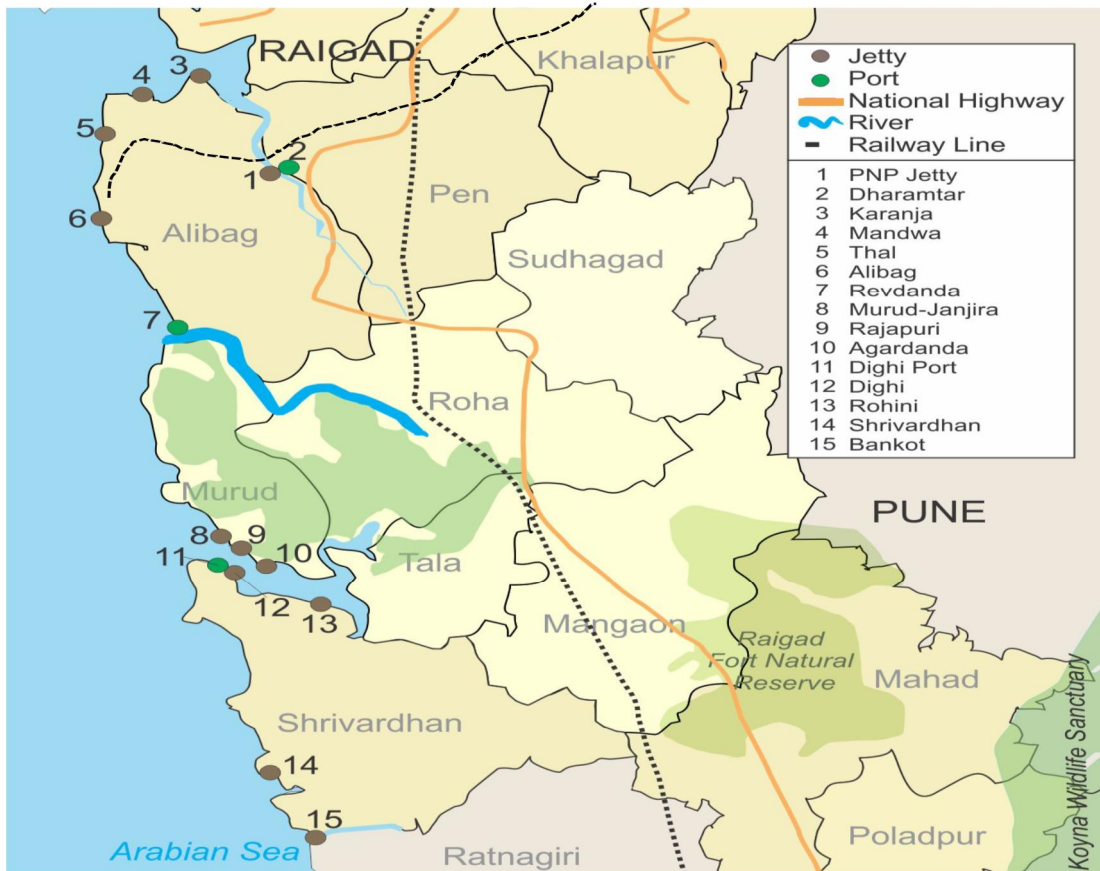 RAIGAD
Khalapur
3
4
5
2
1
Pen
6
Alibag
Sudhagad
7
Roha
Murud
8
9
11
10
Tala
12
13
Mangaon
Raigad
Fort Natural
Reserve
Mahad
PUNE
Shrivardhan
14
15
Arabian Sea
Ratnagiri
Poladpur
Koyna Wildlife Sanctuary
Jetty
Port
National Highway
River
Railway Line
1 PNP Jetty
2 Dharamtar
3 Karanja
4 Mandwa
5 Thal
6 Alibag
7 Revdanda
8 Murud-Janjira
9 Rajapuri
10 Agardanda
11 Dighi Port
12 Dighi
13 Rohini
14 Shrivardhan
15 Bankot